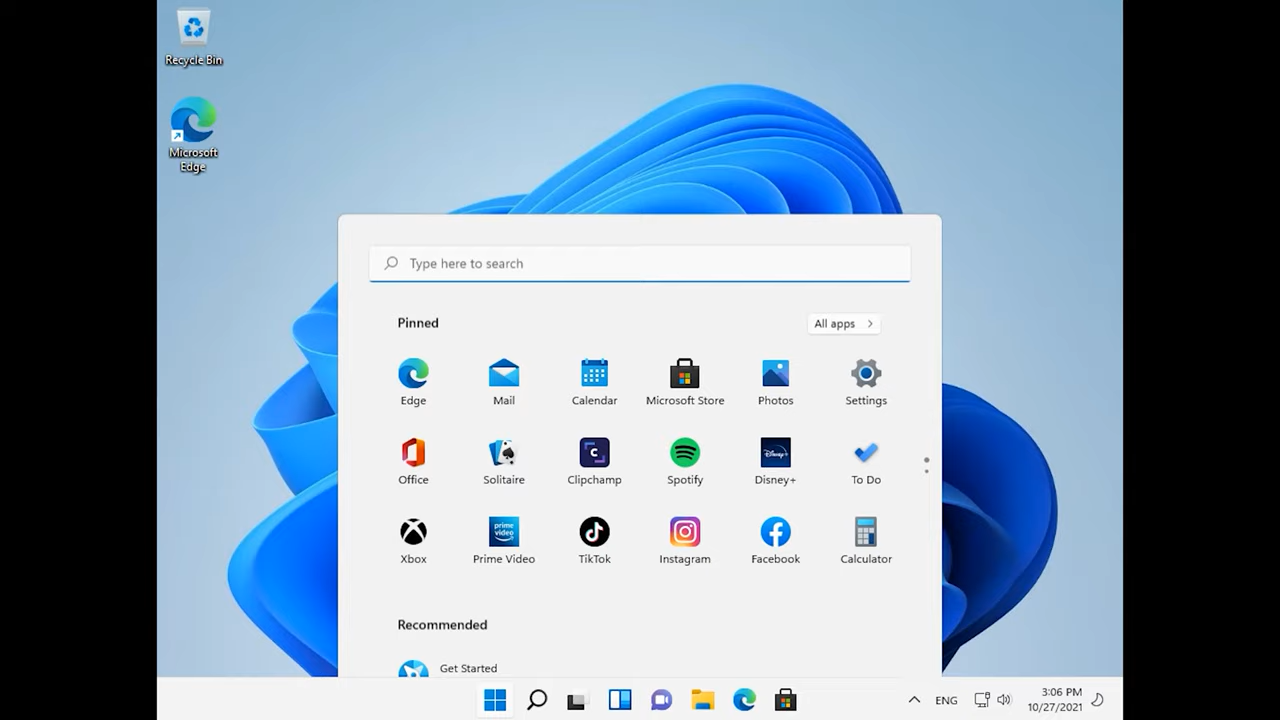 Recycle Bin
Microsoft
Edge
Type here to search
Pinned
All apps
Edge
Mail
Calendar
Microsoft Store
Photos
Settings
Office
Solitaire
Clipchamp
Spotify
Disney+
To Do
Xbox
prime
video
Prime Video
TikTok
Instagram
Facebook
Calculator
Recommended
Get Started
ENG
3:06 PM
10/27/2021